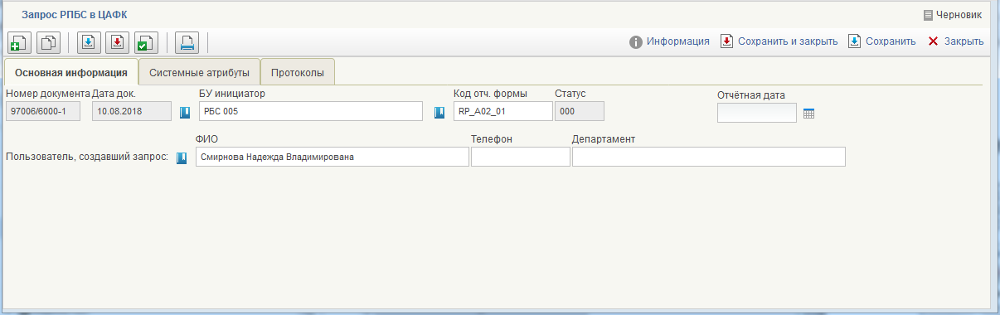 Запрос РПБС в ЦАФК
Черновик
Информация Сохранить и закрыть Сохранить Закрыть
Основная информация Системные атрибуты Протоколы
Номер документа Дата док. БУ инициатор Код отч. формы Статус Отчётная дата
97006/6000-1 10.08.2018 РБС 005 RP_A02_01 000
ФИО Телефон Департамент
Пользователь, создавший запрос: Смирнова Надежда Владимирована